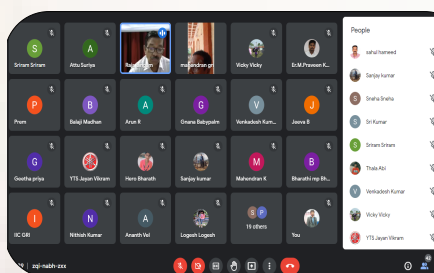 People
S
Sriram Sriram
A
Attu Suriya
Vicky Vicky
Er.M.Praveen K...
P
Prem
B
Balaji Madhan
A
Arun R
G
Gnana Babypalm
V
Venkadesh Kum...
J
Jeeva B
G
Geetha priya
YTS Jayan Vikram
Hero Bharath
Sanjay kumar
M
Mahendran K
B
Bharathi mp Bh...
I
IIC GRI
N
Nithish Kumar
A
Ananth Vel
Logesh Logesh
S P
19 others
You
sahul hameed
Sanjay kumar
S
Sneha Sneha
S
Sri Kumar
S
Sriram Sriram
Thala Abi
V
Venkadesh Kumar
Vicky Vicky
YTS Jayan Vikram
zqi-nabh-zxx
42